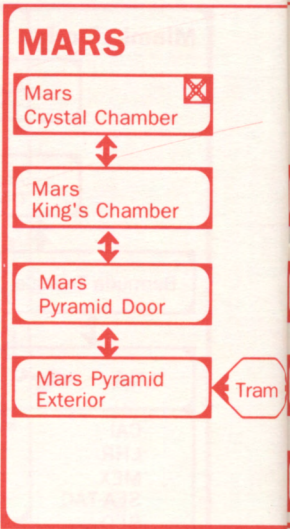 MARS
Mars
Crystal Chamber
Mars
King's Chamber
Mars
Pyramid Door
Mars Pyramid
Exterior
Tram